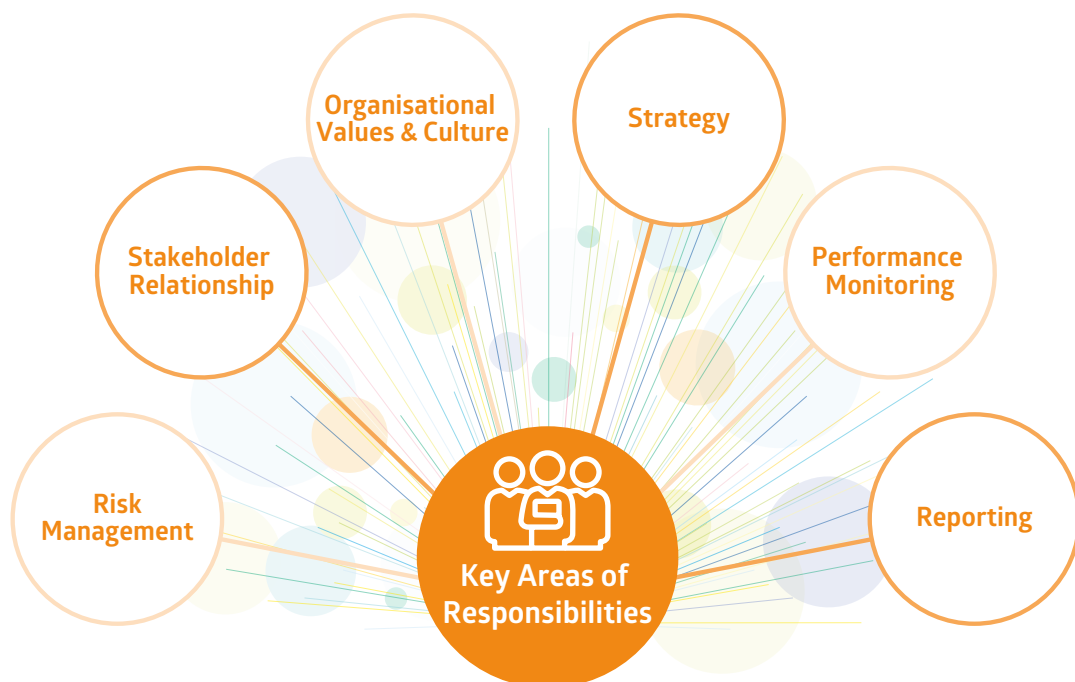 Organisational
Values & Culture
Strategy
Stakeholder
Relationship
Performance
Monitoring
Risk
Management
Reporting
Key Areas of
Responsibilities